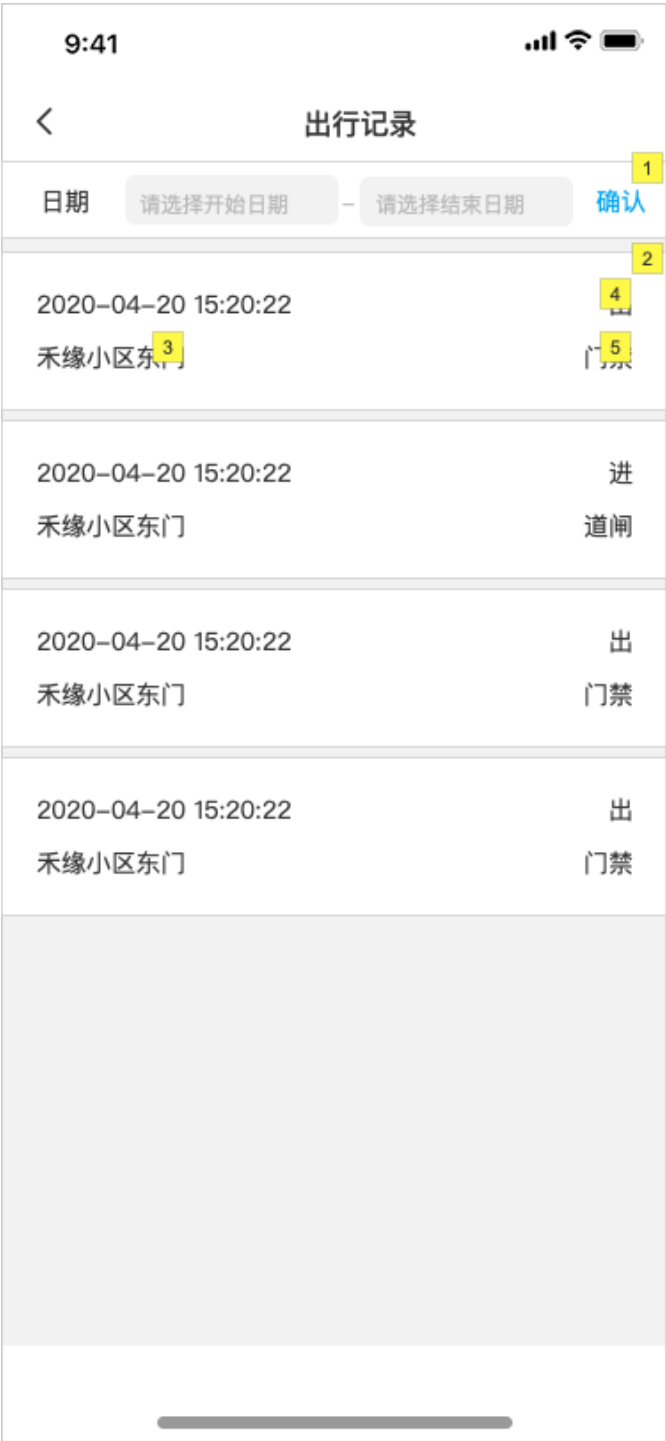 9:41
出行记录
1
日期 请选择开始日期 – 请选择结束日期 确认
2
2020-04-20 15:20:22 4
禾缘小区东 3 5
2020-04-20 15:20:22 进
禾缘小区东门 道闸
2020-04-20 15:20:22 出
禾缘小区东门 门禁
2020-04-20 15:20:22 出
禾缘小区东门 门禁